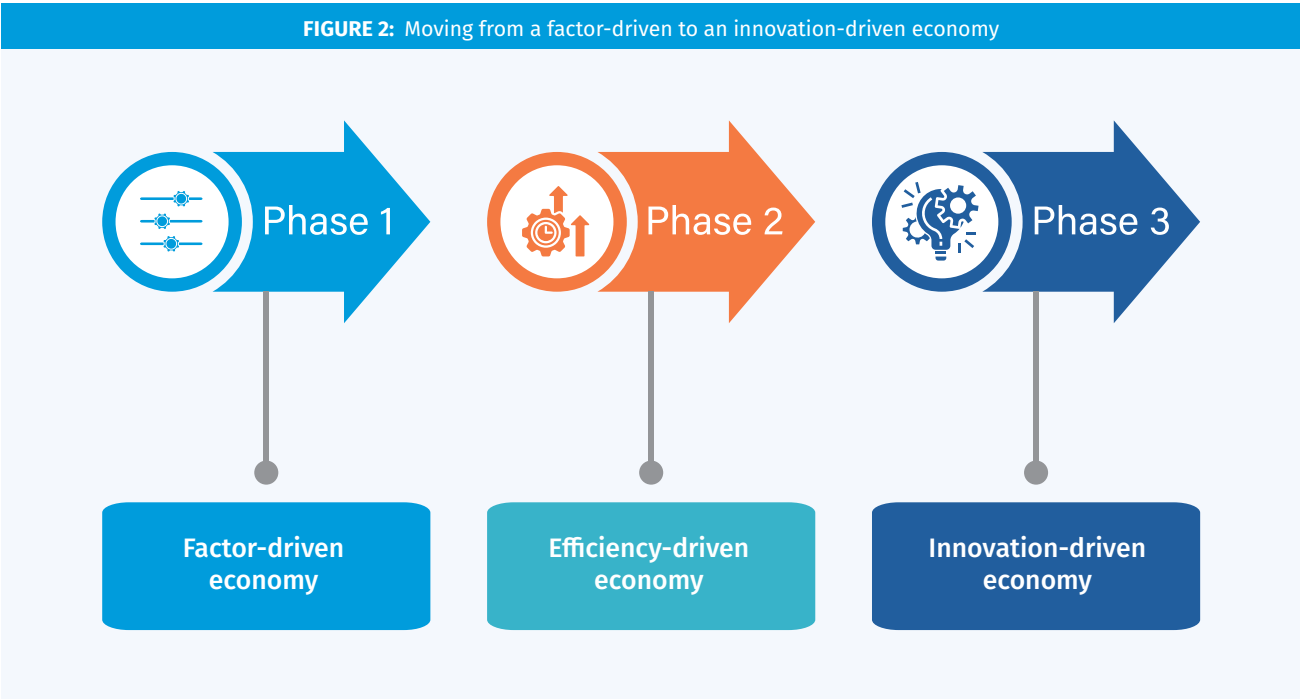 FIGURE 2: Moving from a factor-driven to an innovation-driven economy
Phase 1
Phase 2
Phase 3
Factor-driven
economy
Efficiency-driven
economy
Innovation-driven
economy